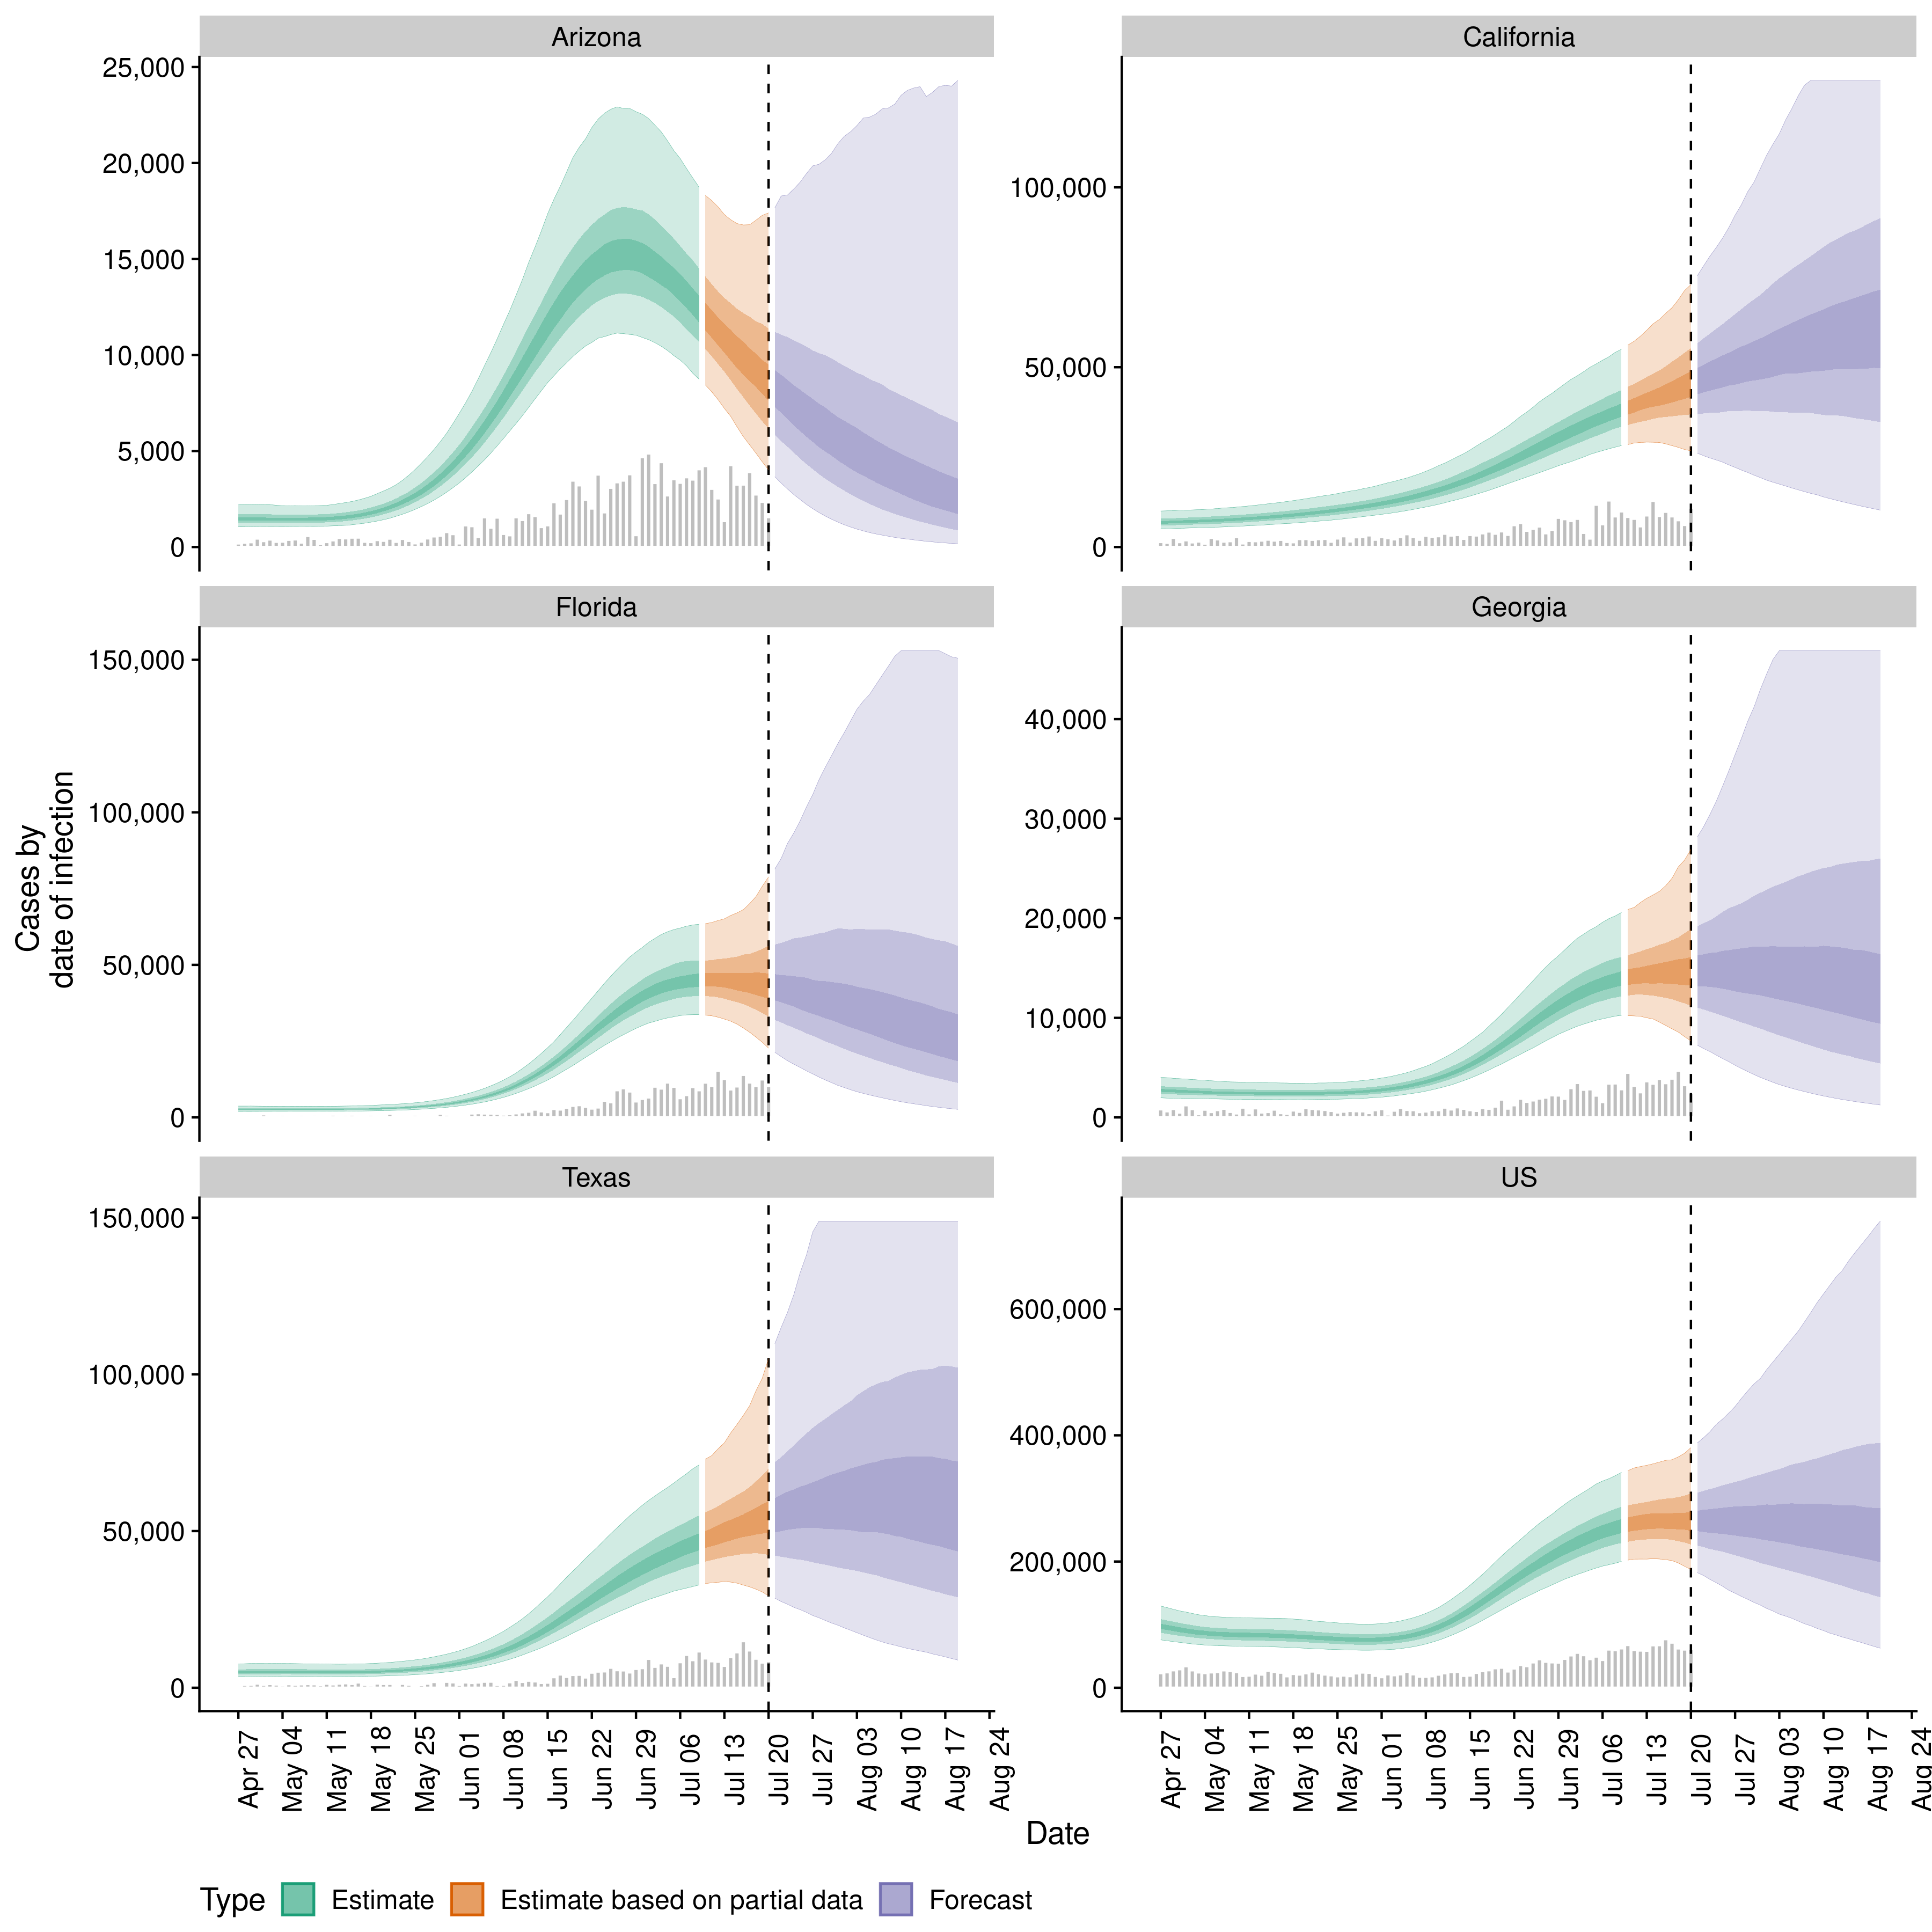 Arizona
California
25,000
20,000
15,000
10,000
5,000
0
100,000
50,000
0
Florida
Georgia
150,000
100,000
50,000
0
40,000
30,000
20,000
10,000
0
Cases by
date of infection
Texas
US
150,000
100,000
50,000
0
600,000
400,000
200,000
0
Apr 27
May 04
May 11
May 18
May 25
Jun 01
Jun 08
Jun 15
Jun 22
Jun 29
Jul 06
Jul 13
Jul 20
Jul 27
Aug 03
Aug 10
Aug 17
Aug 24
Apr 27
May 04
May 11
May 18
May 25
Jun 01
Jun 08
Jun 15
Jun 22
Jun 29
Jul 06
Jul 13
Jul 20
Jul 27
Aug 03
Aug 10
Aug 17
Aug 24
Date
Type Estimate Estimate based on partial data Forecast